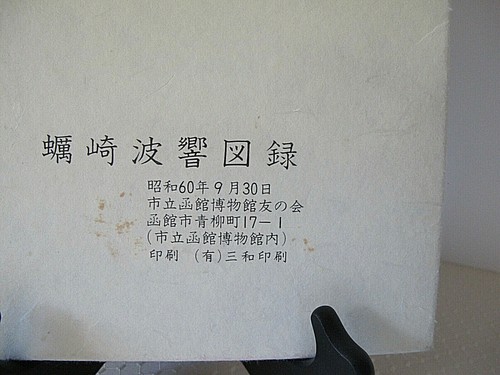 蠣崎波響図録
昭和60年9月30日
市立函館博物館友の会
函館市青柳町17－1
(市立函館博物館内)
印刷 (有)三和印刷